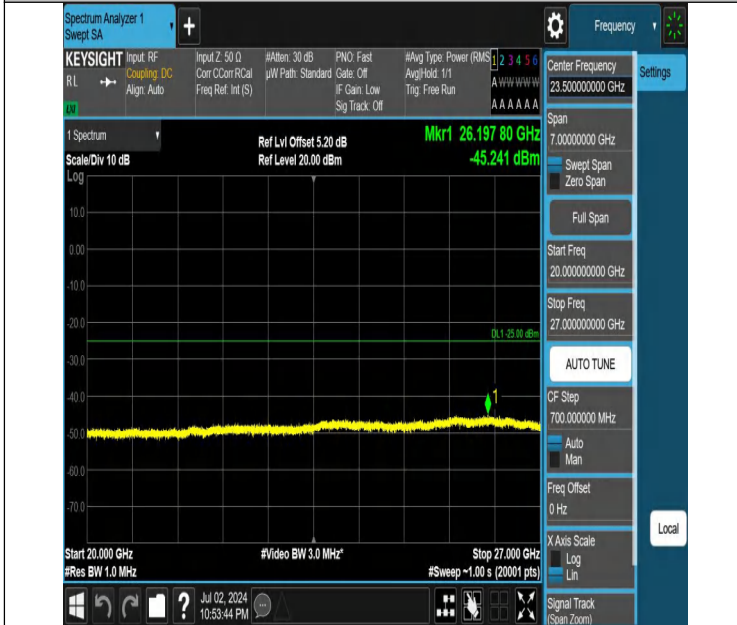 Spectrum Analyzer 1
Swept SA
+
Frequency
KEYSIGHT
RL
Input: RF
Coupling: DC
Align: Auto
Input Z: 50 Ω
Corr CCorr RCal
Freq Ref: Int (S)
#Atten: 30 dB
µW Path: Standard
PNO: Fast
Gate: Off
IF Gain: Low
Sig Track: Off
#Avg Type: Power (RMS
Avg|Hold: 1/1
Trig: Free Run
1 2 3 4 5 6
A W W W W W
A A A A A A
1 Spectrum
Scale/Div 10 dB
Log
Ref Lvl Offset 5.20 dB
Ref Level 20.00 dBm
Mkr1 26.197 80 GHz
-45.241 dBm
10.0
0.00
-10.0
-20.0
DL1 -25.00 dBm
-30.0
-40.0
1
-50.0
-60.0
-70.0
Start 20.000 GHz
#Video BW 3.0 MHz*
Stop 27.000 GHz
#Res BW 1.0 MHz
#Sweep ~1.00 s (20001 pts)
Jul 02, 2024
10:53:44 PM
Center Frequency
23.500000000 GHz
Settings
Span
7.00000000 GHz
Swept Span
Zero Span
Full Span
Start Freq
20.000000000 GHz
Stop Freq
27.000000000 GHz
AUTO TUNE
CF Step
700.000000 MHz
Auto
Man
Freq Offset
0 Hz
X Axis Scale
Log
Lin
Local
Signal Track
(Span Zoom)